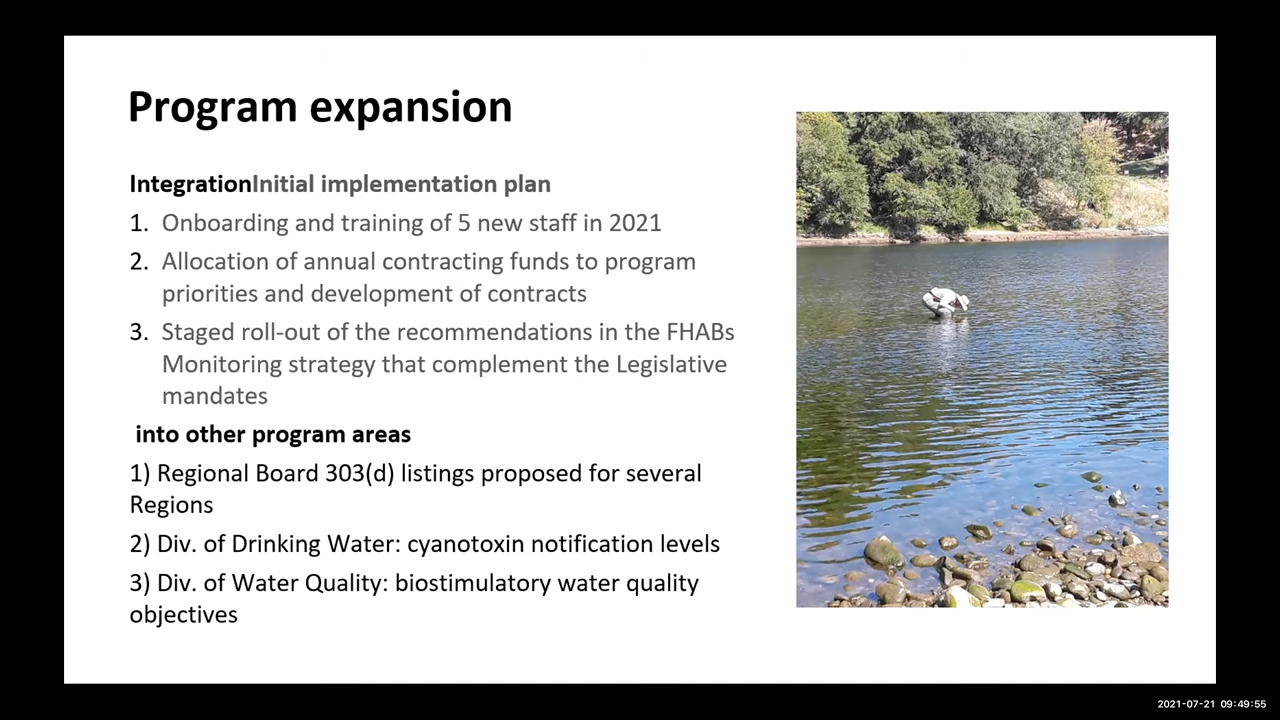 Program expansion
IntegrationInitial implementation plan
1. Onboarding and training of 5 new staff in 2021
2. Allocation of annual contracting funds to program
priorities and development of contracts
3. Staged roll-out of the recommendations in the FHABs
Monitoring strategy that complement the Legislative
mandates
into other program areas
1) Regional Board 303(d) listings proposed for several
Regions
2) Div. of Drinking Water: cyanotoxin notification levels
3) Div. of Water Quality: biostimulatory water quality
objectives
2021-07-21 09:49:55